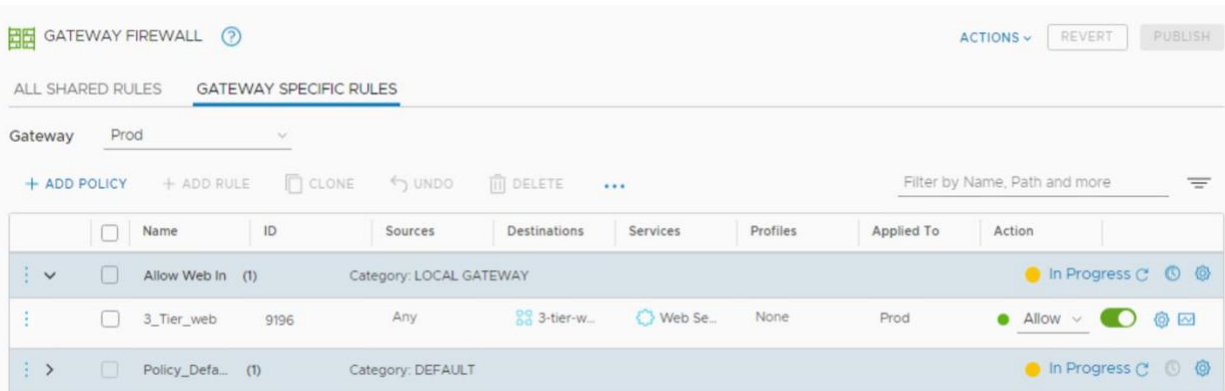 GATEWAY FIREWALL ?
ACTIONS REVERT PUBLISH
ALL SHARED RULES GATEWAY SPECIFIC RULES
Gateway Prod
+ ADD POLICY + ADD RULE CLONE UNDO DELETE ... Filter by Name, Path and more
Name ID Sources Destinations Services Profiles Applied To Action
Allow Web In (1) Category: LOCAL GATEWAY In Progress
3_Tier_web 9196 Any 3-tier-w... Web Se... None Prod Allow
Policy_Defa... (1) Category: DEFAULT In Progress